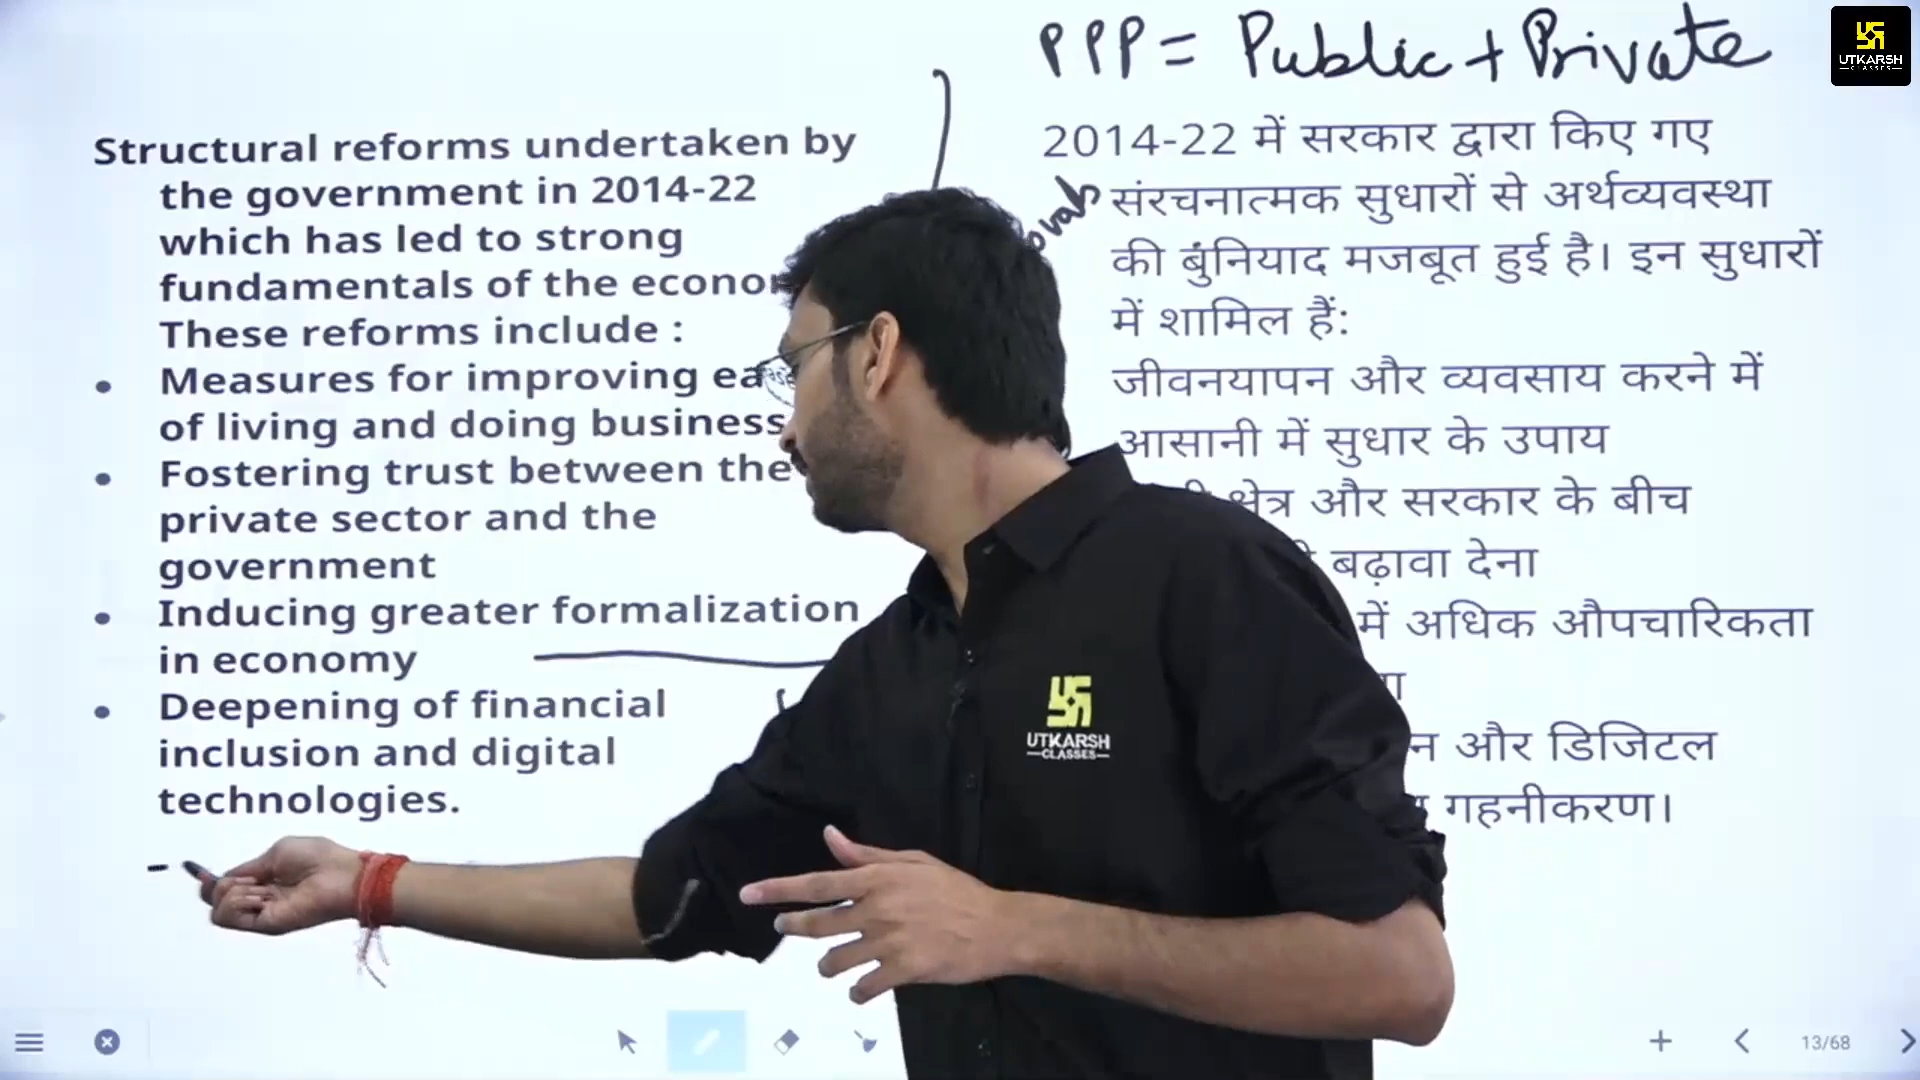 PPP = Public + Private
UTKARSH
CLASSES
Structural reforms undertaken by
the government in 2014-22
which has led to strong
fundamentals of the
These reforms include :
• Measures for improving
of living and doing business
• Fostering trust between the
private sector and the
government
• Inducing greater formalization
in economy
• Deepening of financial
inclusion and digital
technologies.
2014-22 में सरकार द्वारा किए गए
संरचनात्मक सुधारों से अर्थव्यवस्था
की बुंनियाद मजबूत हुई है। इन सुधारों
में शामिल हैं:
जीवनयापन और व्यवसाय करने में
आसानी में सुधार के उपाय
और सरकार के बीच
बढ़ावा देना
में अधिक औपचारिकता
और डिजिटल
गहनीकरण।
UTKARSH
CLASSES
13/68